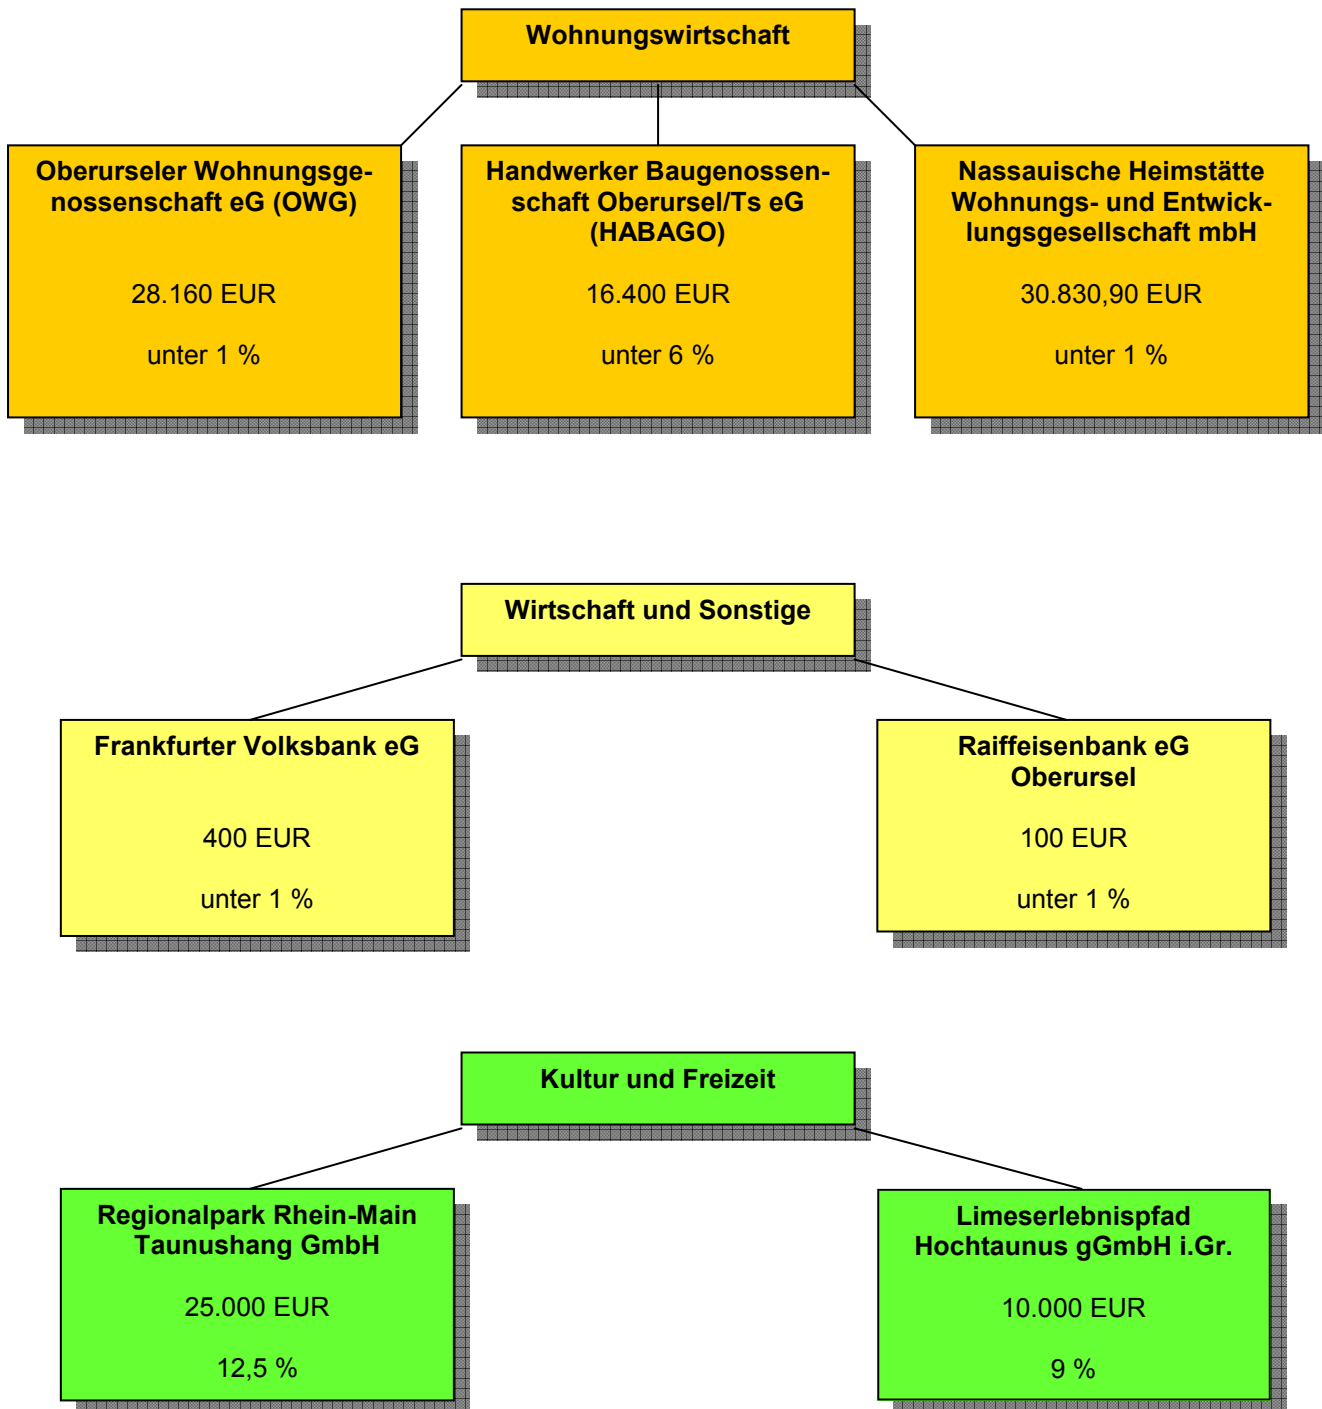 Wohnungswirtschaft
Oberurseler Wohnungsge-
nossenschaft eG (OWG)
28.160 EUR
unter 1 %
Handwerker Baugenossen-
schaft Oberursel/Ts eG
(HABAGO)
16.400 EUR
unter 6 %
Nassauische Heimstätte
Wohnungs- und Entwick-
lungsgesellschaft mbH
30.830,90 EUR
unter 1 %
Wirtschaft und Sonstige
Frankfurter Volksbank eG
400 EUR
unter 1 %
Raiffeisenbank eG
Oberursel
100 EUR
unter 1 %
Kultur und Freizeit
Regionalpark Rhein-Main
Taunushang GmbH
25.000 EUR
12,5 %
Limeserlebnispfad
Hochtaunus gGmbH i.Gr.
10.000 EUR
9 %